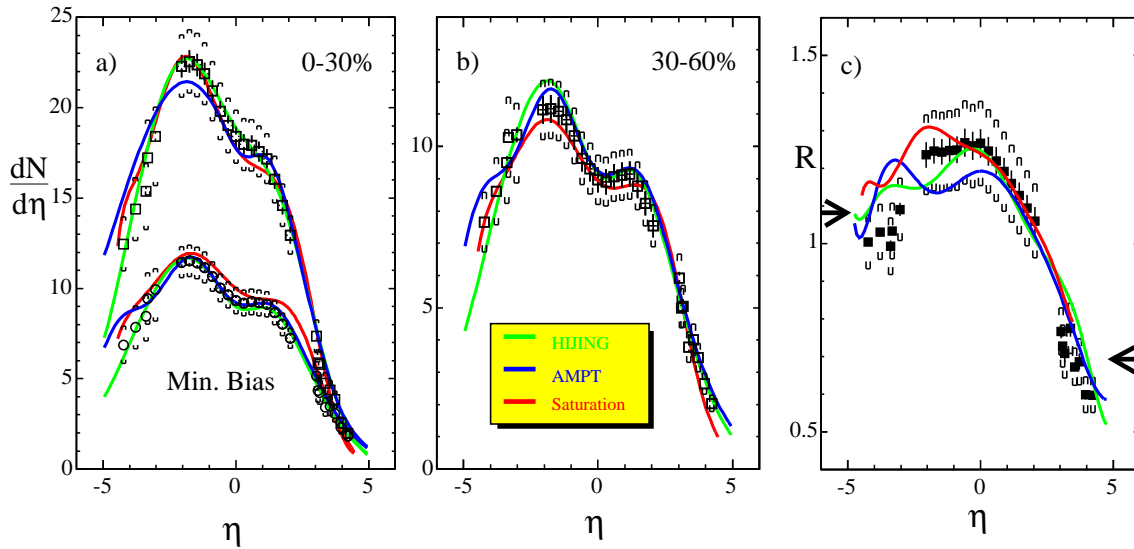 a) 0-30%
25
20
15
10
5
0
dN
dη
Min. Bias
-5 0 5
η
b) 30-60%
10
5
0
HIJING
AMPT
Saturation
-5 0 5
η
c)
1.5
R
1
0.5
-5 0 5
η